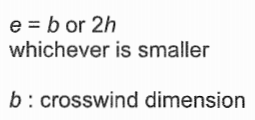 e = b or 2h
whichever is smaller
b : crosswind dimension